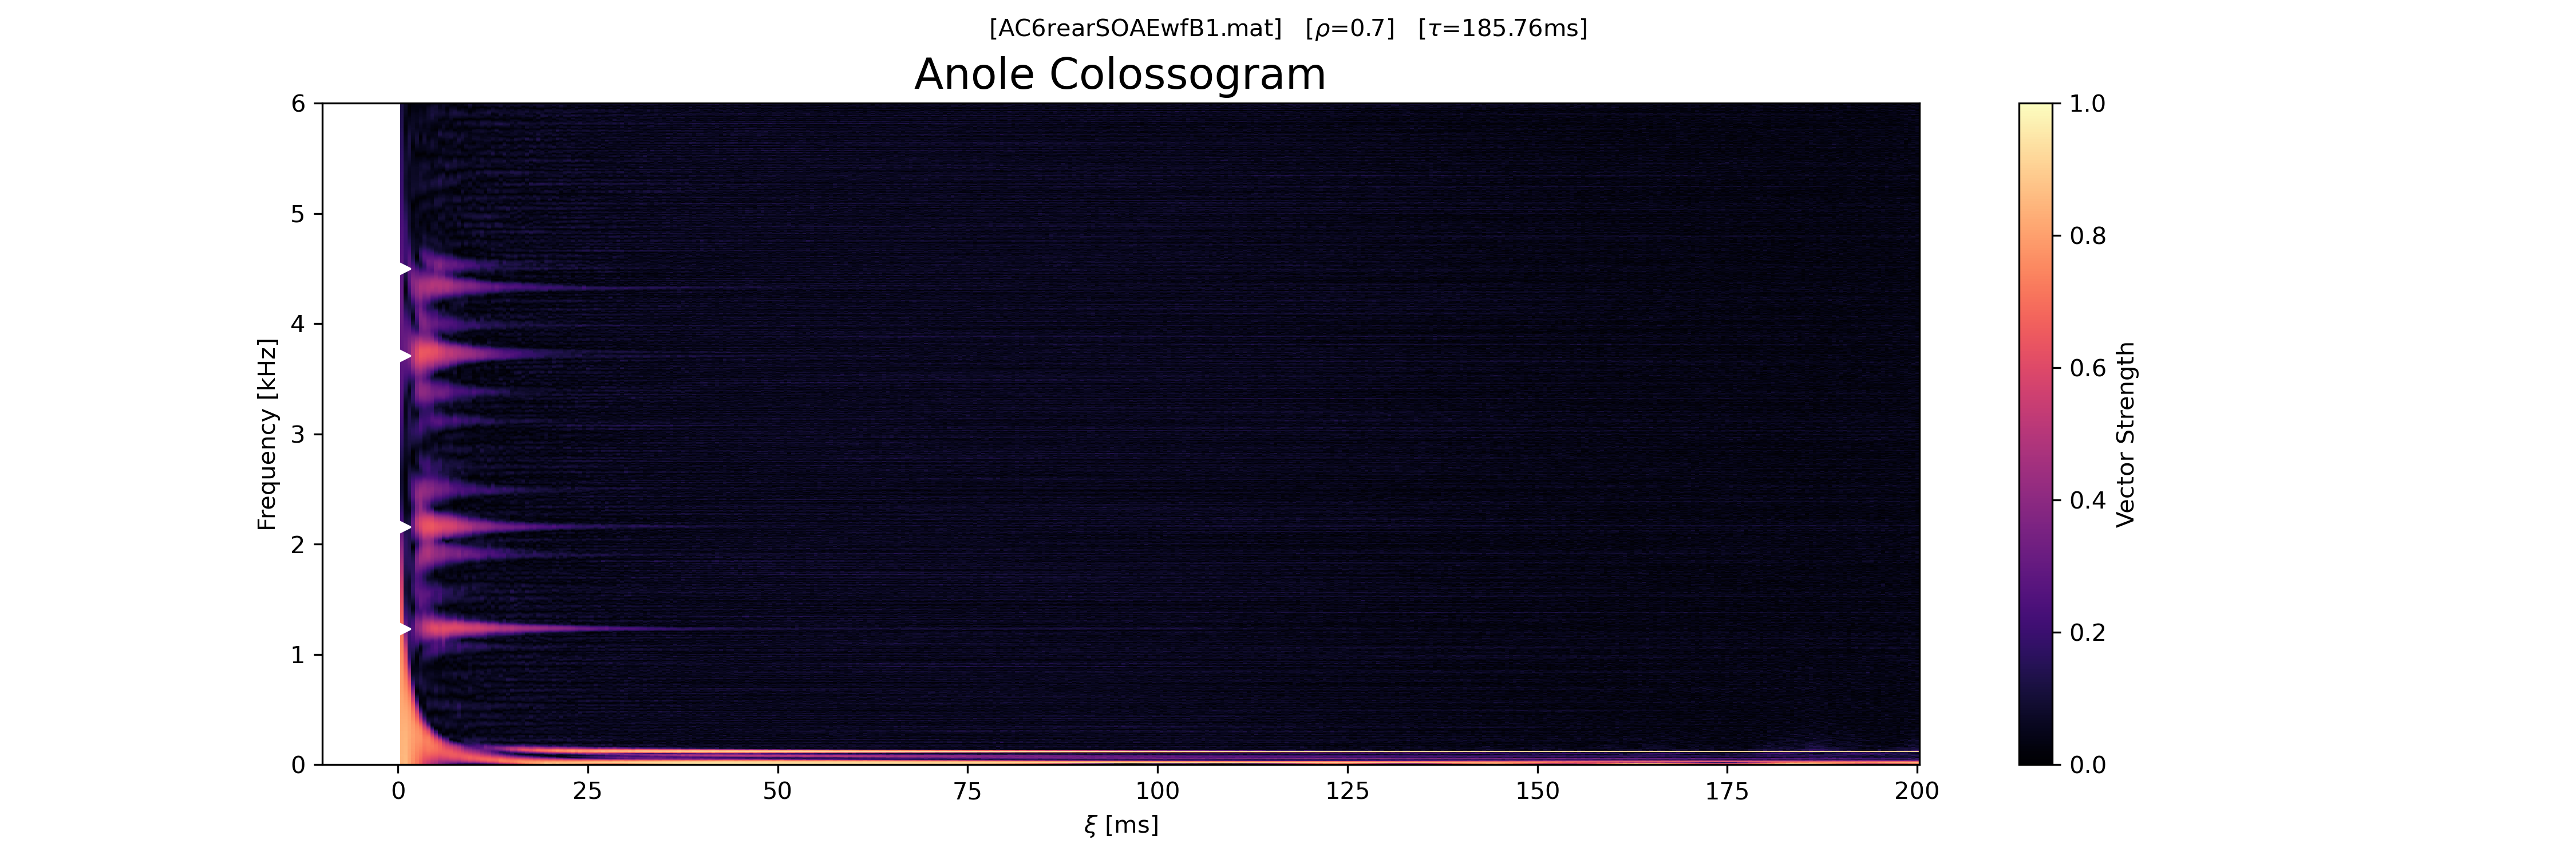 [AC6rearSOAEwfB1.mat]   [ρ=0.7]   [τ=185.76ms]
Anole Colossogram
6
5
4
3
2
1
0
Frequency [kHz]
0 25 50 75 100 125 150 175 200
ξ [ms]
1.0
0.8
0.6
0.4
0.2
0.0
Vector Strength